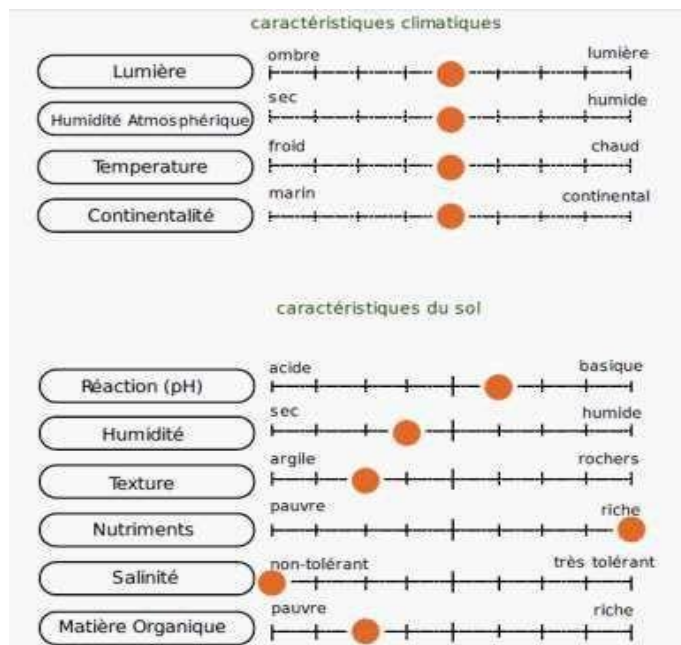 caractéristiques climatiques
Lumière
ombre
lumière
Humidité Atmosphérique
sec
humide
Temperature
froid
chaud
Continentalité
marin
continental
caractéristiques du sol
Réaction (pH)
acide
basique
Humidité
sec
humide
Texture
argile
rochers
Nutriments
pauvre
riche
Salinité
non-tolérant
très tolérant
Matière Organique
pauvre
riche